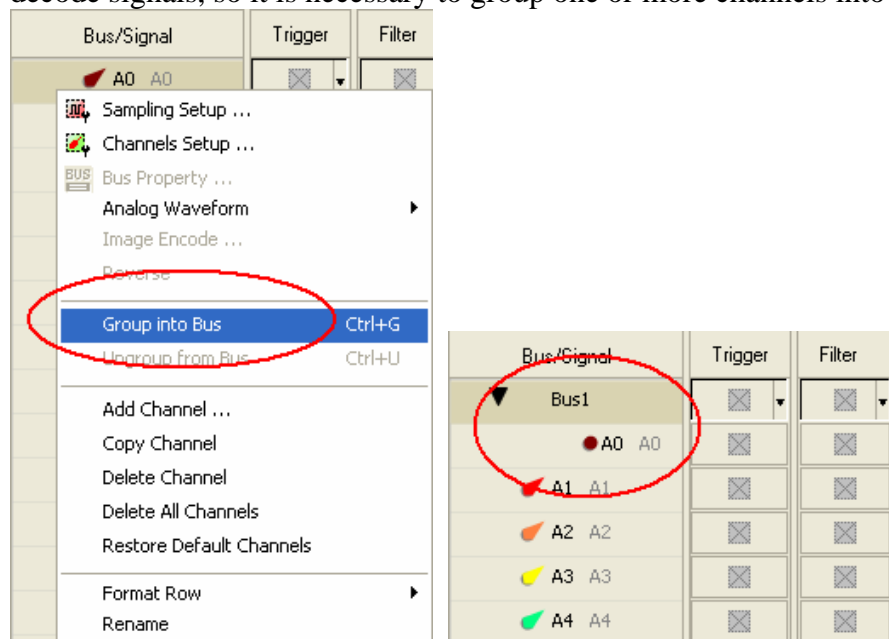 decode signals, so it is necessary to group one or more channels into
Bus/Signal Trigger Filter
A0 A0
Sampling Setup ...
Channels Setup ...
BUS Bus Property ...
Analog Waveform
Image Encode ...
Reverse
Group into Bus Ctrl+G
Ungroup from Bus Ctrl+U
Add Channel ...
Copy Channel
Delete Channel
Delete All Channels
Restore Default Channels
Format Row
Rename
Bus/Signal Trigger Filter
Bus1
A0 A0
A1 A1
A2 A2
A3 A3
A4 A4